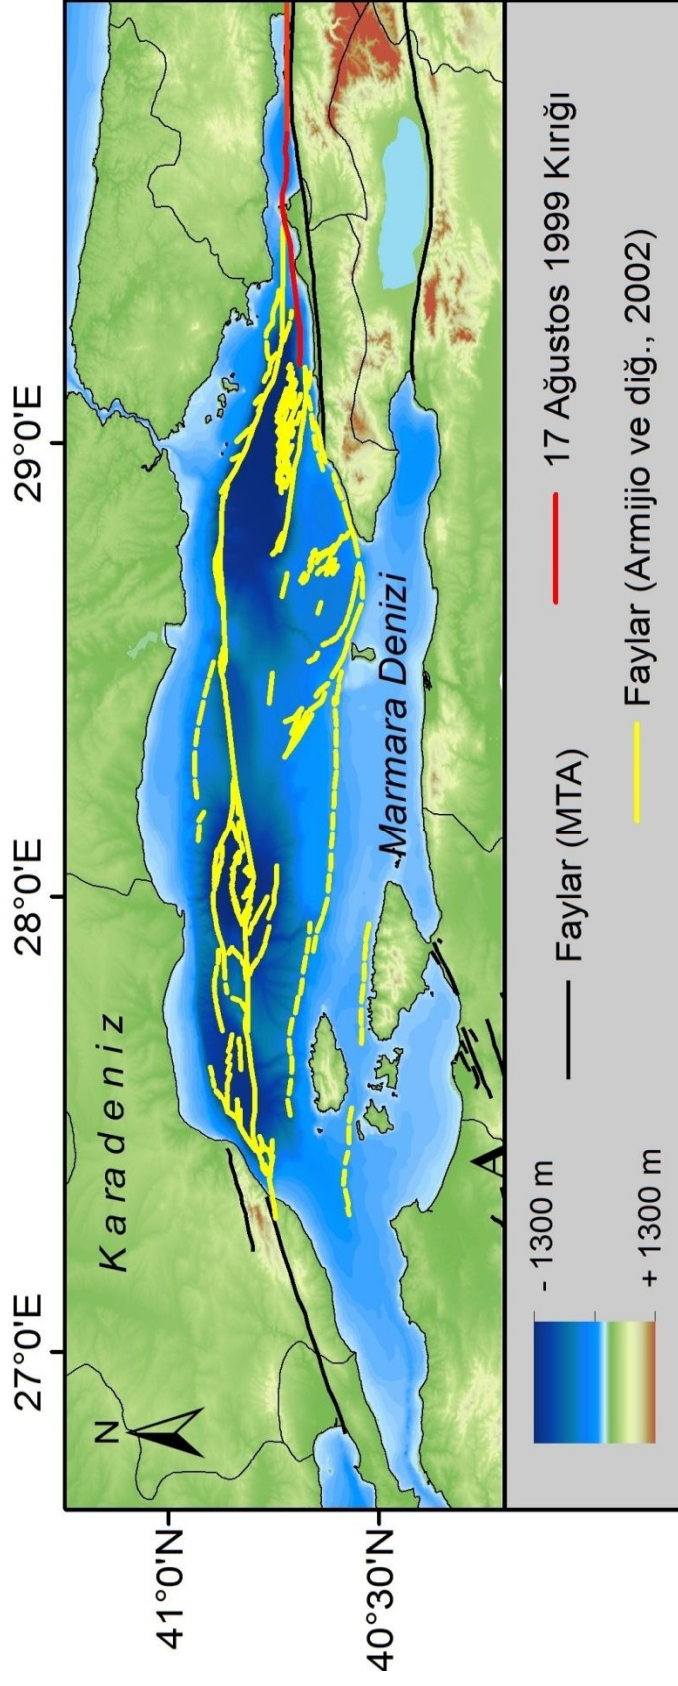 27°0'E
28°0'E
29°0'E
41°0'N
40°30'N
N
Karadeniz
Marmara Denizi
A
- 1300 m
+ 1300 m
Faylar (MTA)
17 Ağustos 1999 Kırığı
Faylar (Armijio ve diğ., 2002)